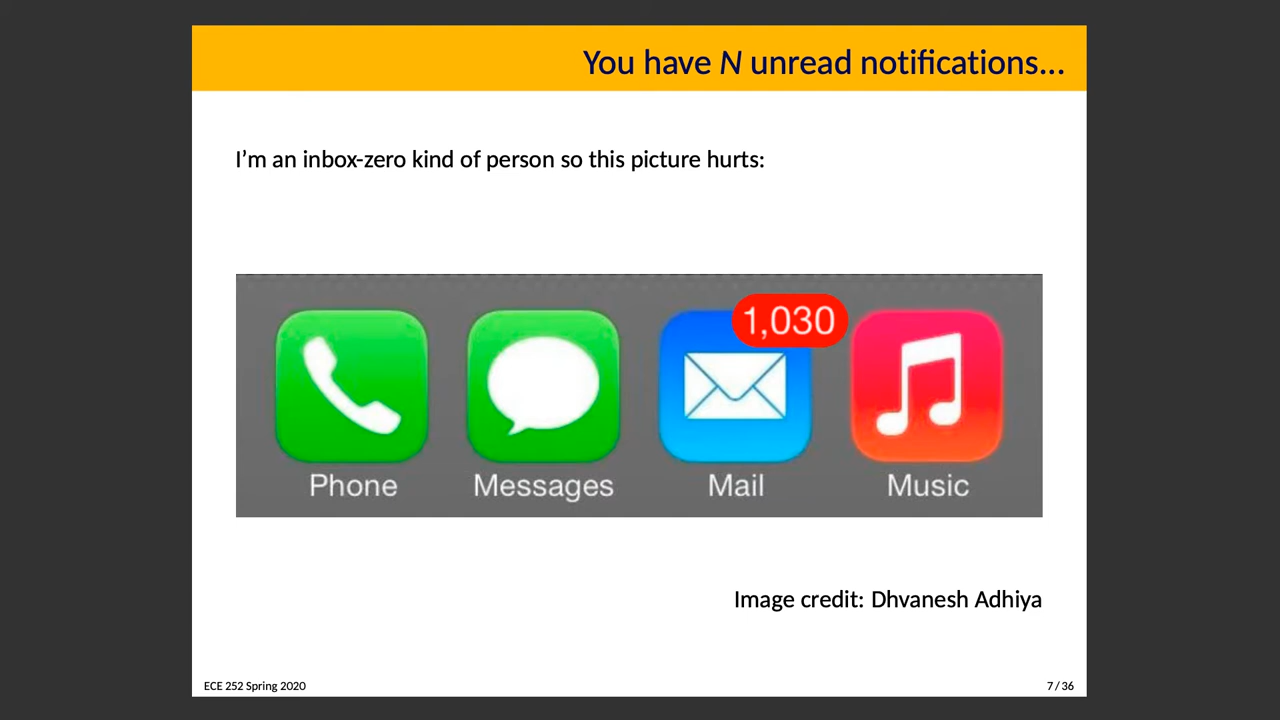 You have N unread notifications...
I'm an inbox-zero kind of person so this picture hurts:
1,030
Phone Messages Mail Music
Image credit: Dhvanesh Adhiya
ECE 252 Spring 2020 7 / 36